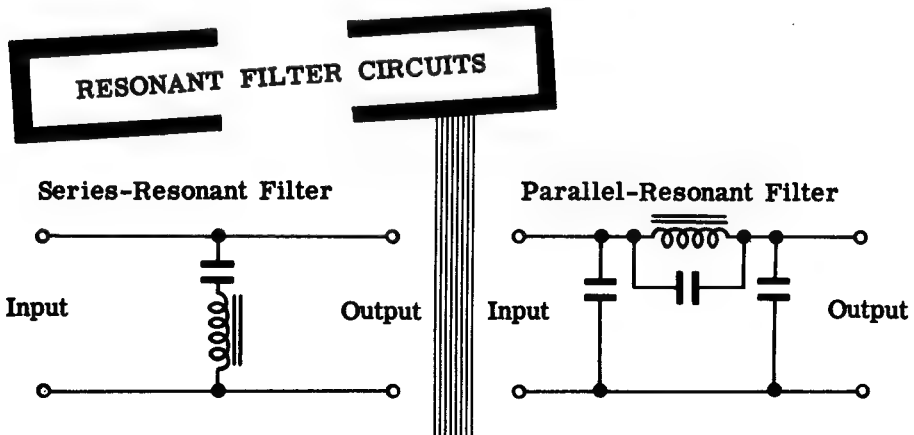 RESONANT FILTER CIRCUITS
Series-Resonant Filter
Input
Output
Parallel-Resonant Filter
Input
Output